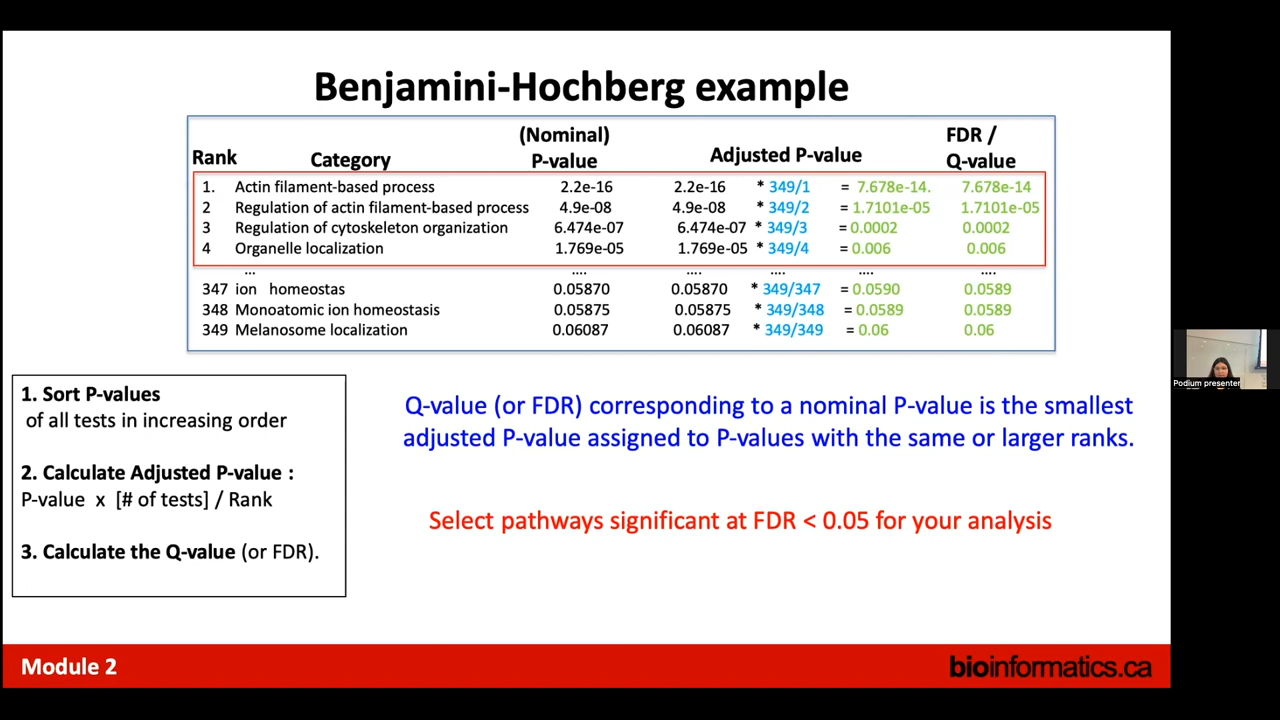 Benjamini-Hochberg example
Rank Category (Nominal) P-value Adjusted P-value FDR / Q-value
1. Actin filament-based process 2.2e-16 2.2e-16 * 349/1 = 7.678e-14. 7.678e-14
2 Regulation of actin filament-based process 4.9e-08 4.9e-08 * 349/2 = 1.7101e-05 1.7101e-05
3 Regulation of cytoskeleton organization 6.474e-07 6.474e-07 * 349/3 = 0.0002 0.0002
4 Organelle localization 1.769e-05 1.769e-05 * 349/4 = 0.006 0.006
... .... .... .... .... ....
347 ion homeostas 0.05870 0.05870 * 349/347 = 0.0590 0.0589
348 Monoatomic ion homeostasis 0.05875 0.05875 * 349/348 = 0.0589 0.0589
349 Melanosome localization 0.06087 0.06087 * 349/349 = 0.06 0.06
1. Sort P-values
of all tests in increasing order
2. Calculate Adjusted P-value :
P-value x [# of tests] / Rank
3. Calculate the Q-value (or FDR).
Q-value (or FDR) corresponding to a nominal P-value is the smallest
adjusted P-value assigned to P-values with the same or larger ranks.
Select pathways significant at FDR < 0.05 for your analysis
Podium presenter
Module 2
bioinformatics.ca